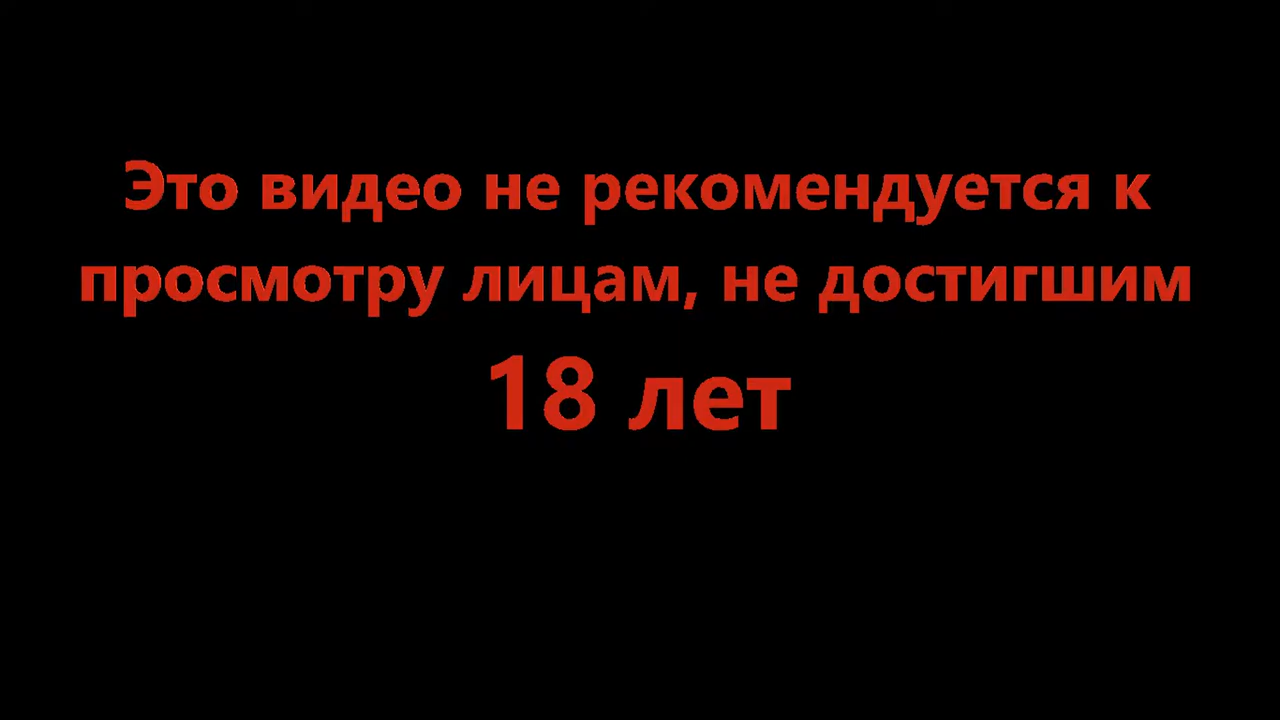 Это видео не рекомендуется к
просмотру лицам, не достигшим
18 лет